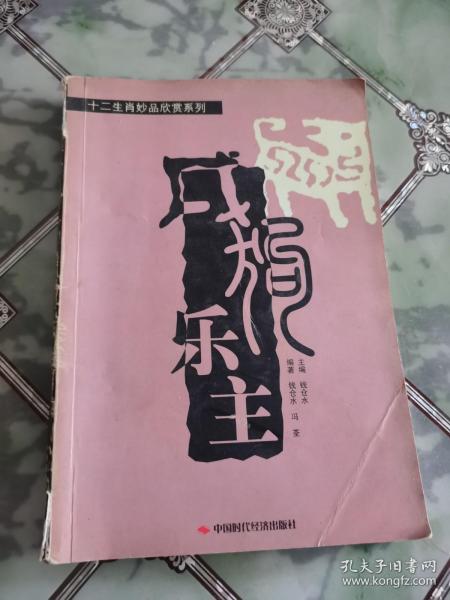 十二生肖妙品欣赏系列
戌狗
乐主
主编 钱仓水
编著 钱仓水 冯荃
中国时代经济出版社
孔夫子旧书网
www.kongfz.com